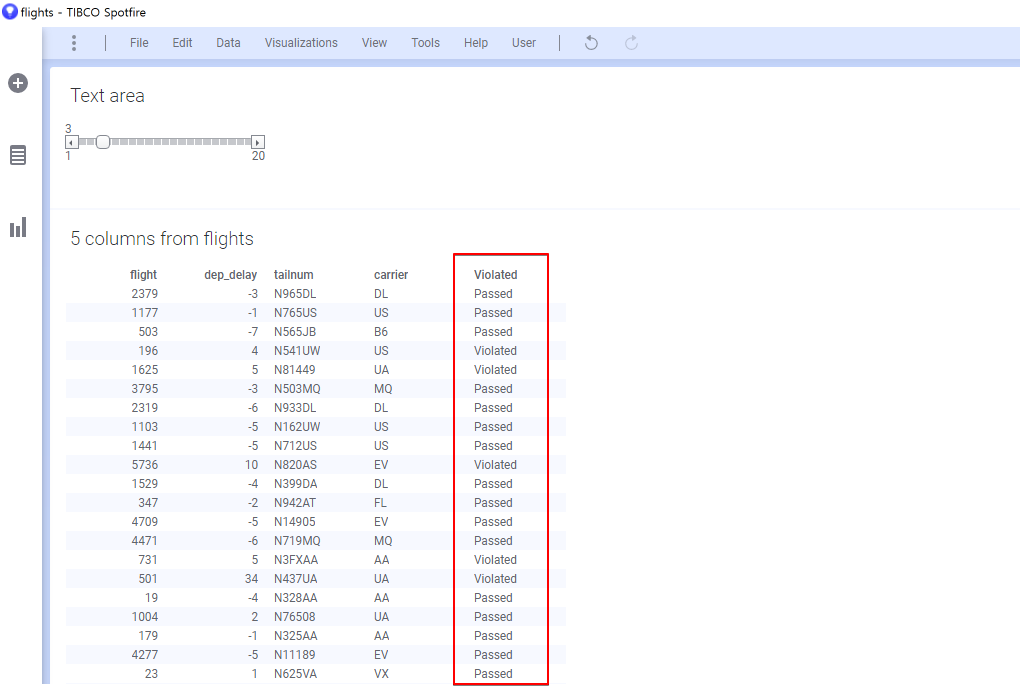 flights - TIBCO Spotfire
File Edit Data Visualizations View Tools Help User
Text area
3
1 20
5 columns from flights
flight dep_delay tailnum carrier Violated
2379 -3 N965DL DL Passed
1177 -1 N765US US Passed
503 -7 N565JB B6 Passed
196 4 N541UW US Violated
1625 5 N81449 UA Violated
3795 -3 N503MQ MQ Passed
2319 -6 N933DL DL Passed
1103 -5 N162UW US Passed
1441 -5 N712US US Passed
5736 10 N820AS EV Violated
1529 -4 N399DA DL Passed
347 -2 N942AT FL Passed
4709 -5 N14905 EV Passed
4471 -6 N719MQ MQ Passed
731 5 N3FXAA AA Violated
501 34 N437UA UA Violated
19 -4 N328AA AA Passed
1004 2 N76508 UA Passed
179 -1 N325AA AA Passed
4277 -5 N11189 EV Passed
23 1 N625VA VX Passed